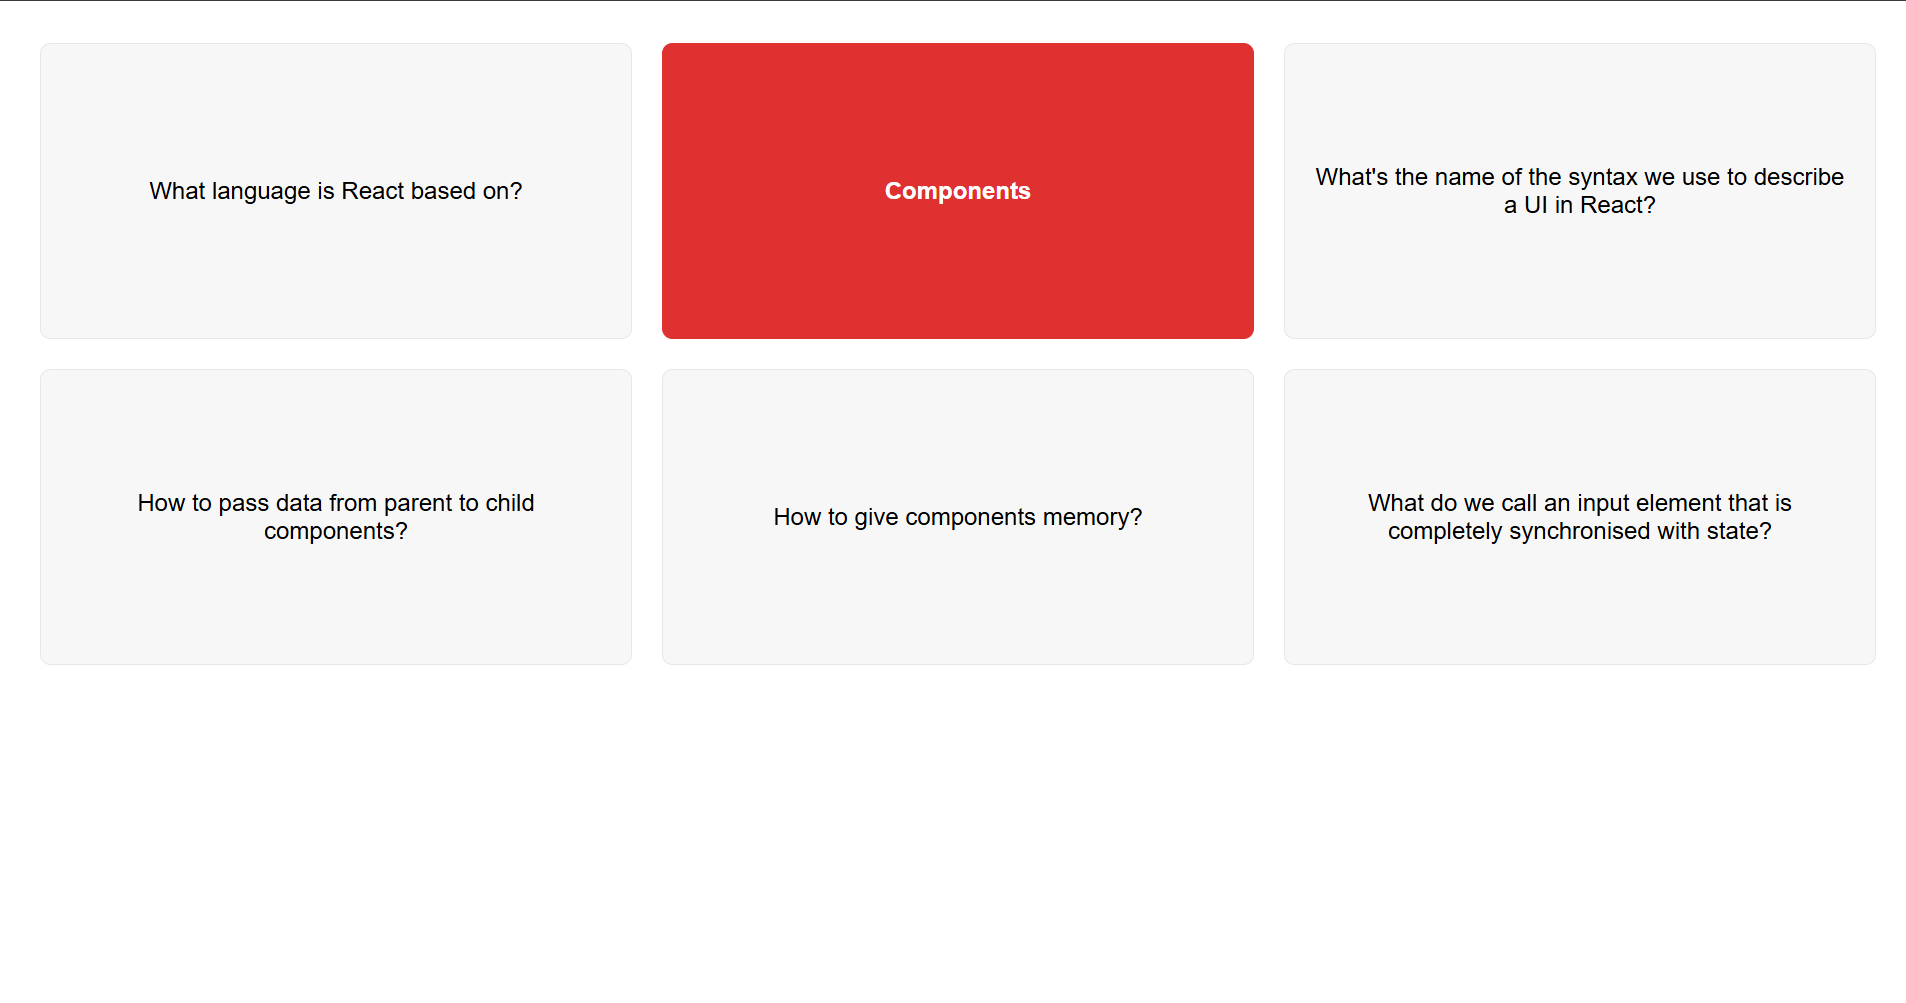 What language is React based on?
Components
What's the name of the syntax we use to describe
a UI in React?
How to pass data from parent to child
components?
How to give components memory?
What do we call an input element that is
completely synchronised with state?